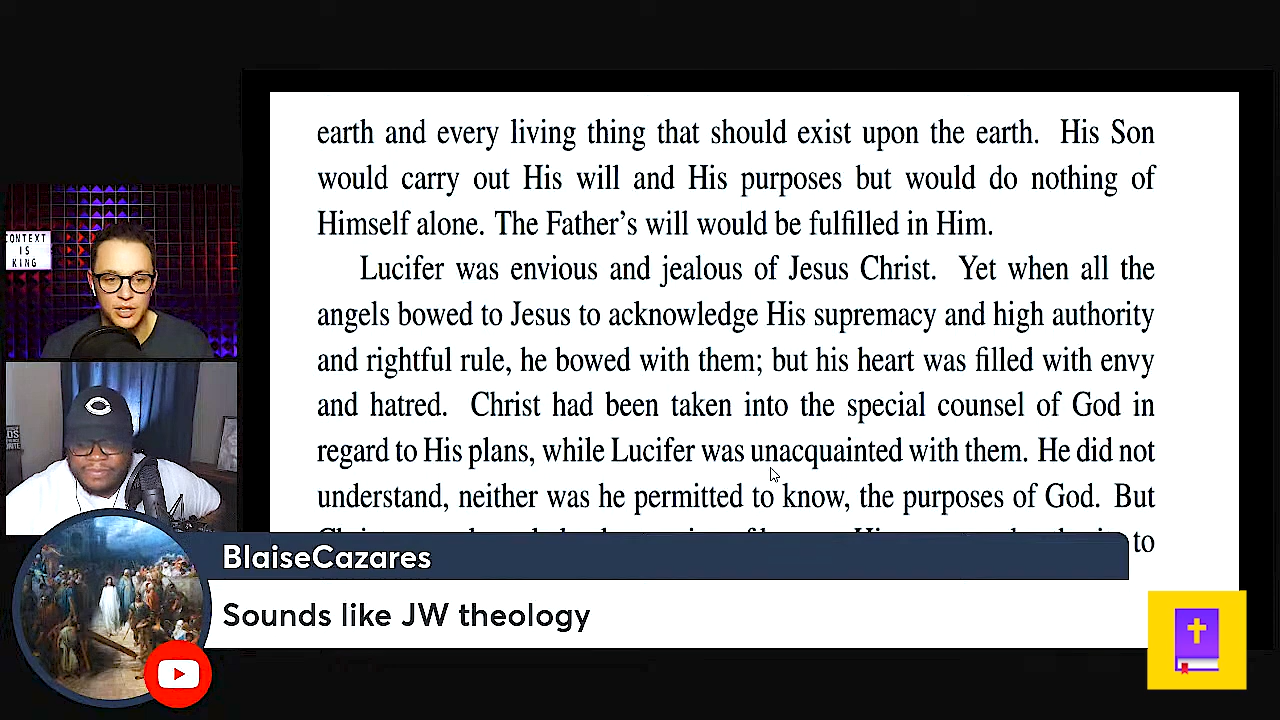 earth and every living thing that should exist upon the earth. His Son
would carry out His will and His purposes but would do nothing of
Himself alone. The Father's will would be fulfilled in Him.
Lucifer was envious and jealous of Jesus Christ. Yet when all the
angels bowed to Jesus to acknowledge His supremacy and high authority
and rightful rule, he bowed with them; but his heart was filled with envy
and hatred. Christ had been taken into the special counsel of God in
regard to His plans, while Lucifer was unacquainted with them. He did not
understand, neither was he permitted to know, the purposes of God. But
to
CONTEXT
IS
KING
BlaiseCazares
Sounds like JW theology